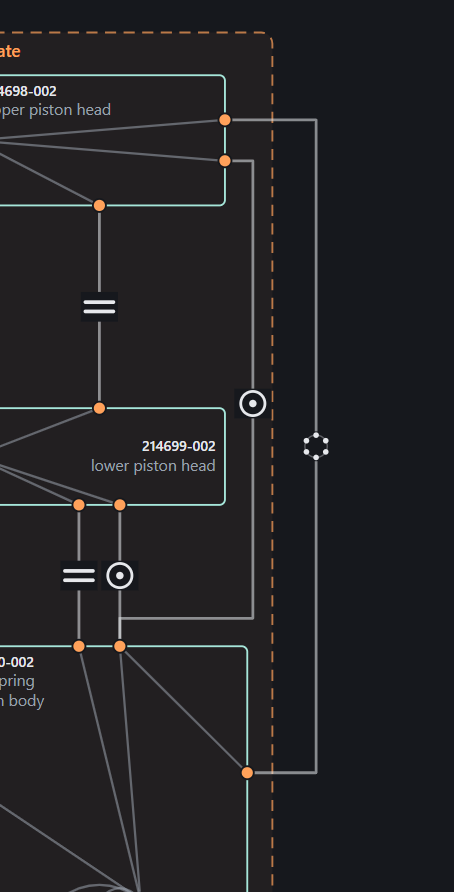 ate
4698-002
per piston head
214699-002
lower piston head
0-002
pring
n body